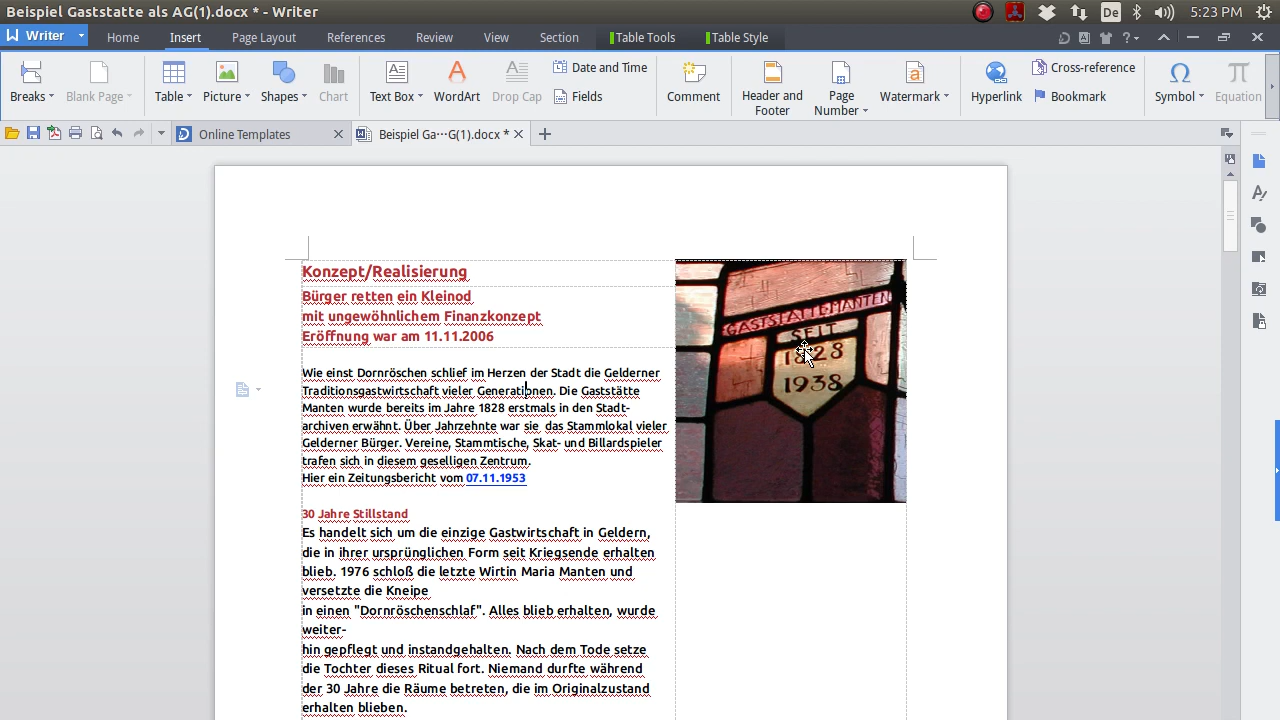 Beispiel Gaststatte als AG(1).docx * - Writer
De
5:23 PM
Writer
Home
Insert
Page Layout
References
Review
View
Section
Table Tools
Table Style
Breaks
Blank Page
Table
Picture
Shapes
Chart
Text Box
WordArt
Drop Cap
Date and Time
Fields
Comment
Header and Footer
Page Number
Watermark
Hyperlink
Cross-reference
Bookmark
Symbol
Equation
Online Templates
Beispiel Ga···G(1).docx *
Konzept/Realisierung
Bürger retten ein Kleinod
mit ungewöhnlichem Finanzkonzept
Eröffnung war am 11.11.2006
Wie einst Dornröschen schlief im Herzen der Stadt die Gelderner
Traditionsgastwirtschaft vieler Generationen. Die Gaststätte
Manten wurde bereits im Jahre 1828 erstmals in den Stadt-
archiven erwähnt. Über Jahrzehnte war sie das Stammlokal vieler
Gelderner Bürger. Vereine, Stammtische, Skat- und Billardspieler
trafen sich in diesem geselligen Zentrum.
Hier ein Zeitungsbericht vom 07.11.1953
30 Jahre Stillstand
Es handelt sich um die einzige Gastwirtschaft in Geldern,
die in ihrer ursprünglichen Form seit Kriegsende erhalten
blieb. 1976 schloß die letzte Wirtin Maria Manten und
versetzte die Kneipe
in einen "Dornröschenschlaf". Alles blieb erhalten, wurde
weiter-
hin gepflegt und instandgehalten. Nach dem Tode setze
die Tochter dieses Ritual fort. Niemand durfte während
der 30 Jahre die Räume betreten, die im Originalzustand
erhalten blieben.
GASTSTÄTTE MANTEN
SEIT
1828
1938